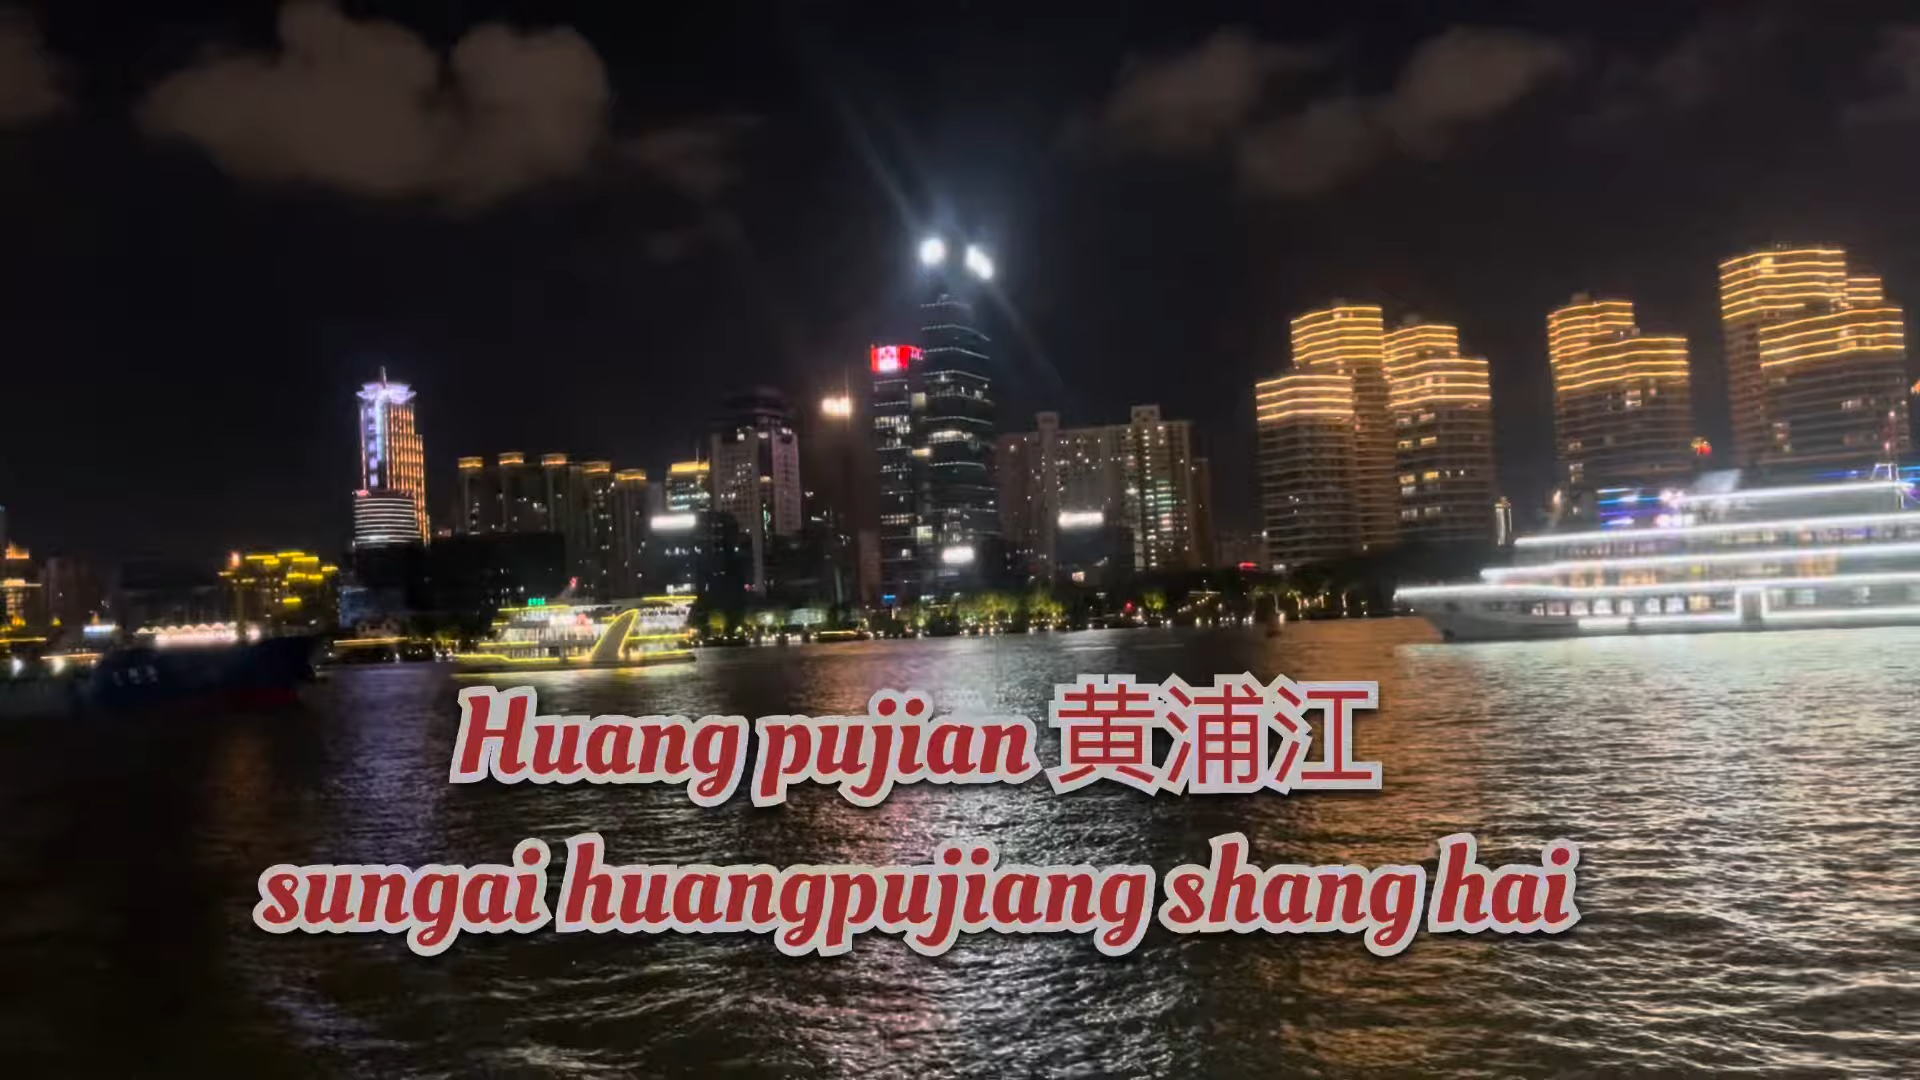 Huang pujian 黄浦江
sungai huangpujiang shang hai